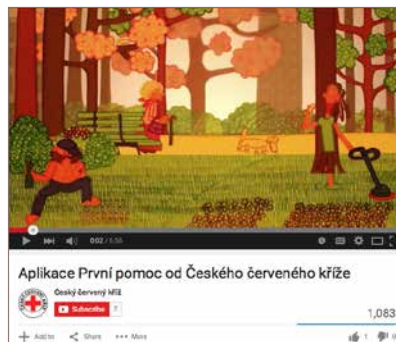 0:02 / 5:55
Aplikace První pomoc od Českého červeného kříže
Český červený kříž
Subscribe 7
1,083
Add to Share More 1 0